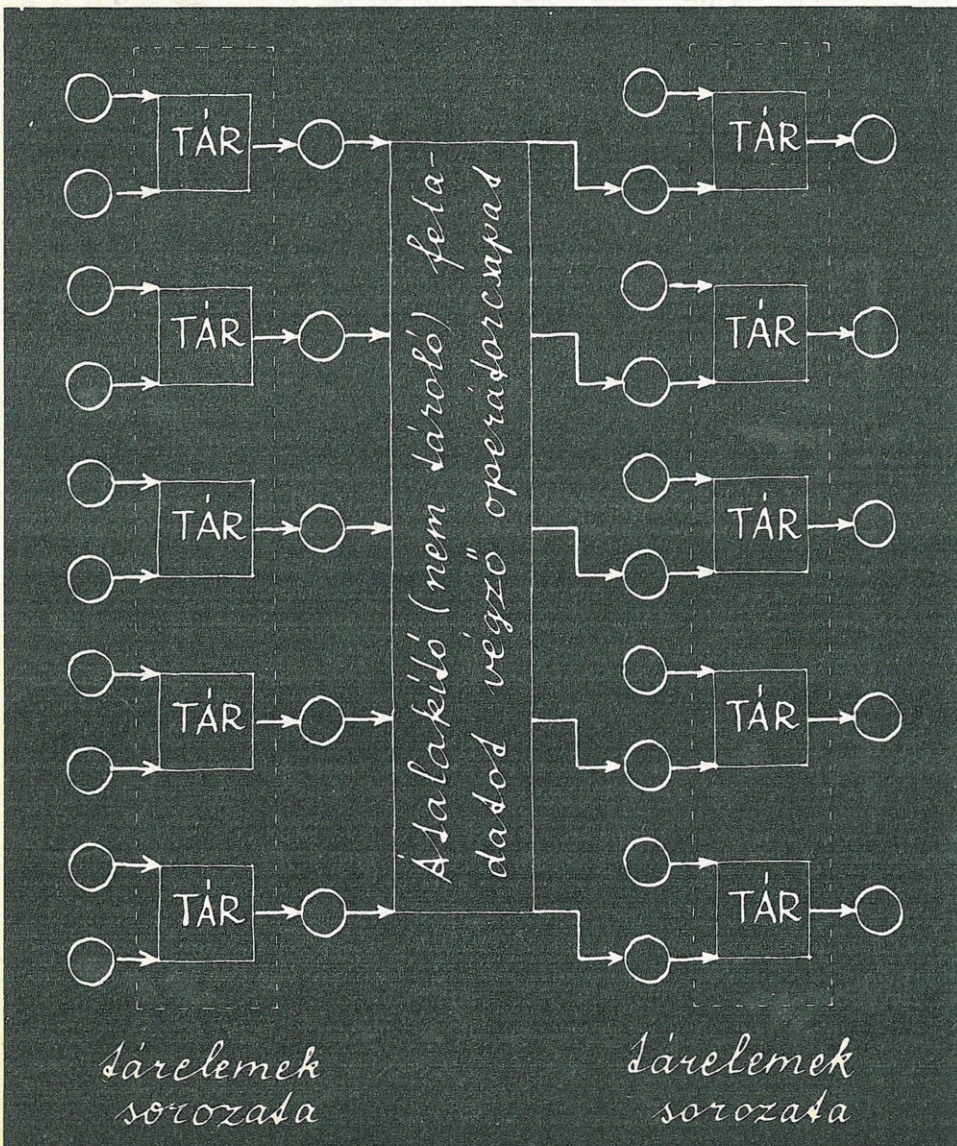 TÁR
TÁR
TÁR
TÁR
TÁR
Átalakító (nem tároló) fela-
datot végző operátorcsapat
TÁR
TÁR
TÁR
TÁR
TÁR
tárelemek
sorozata
tárelemek
sorozata